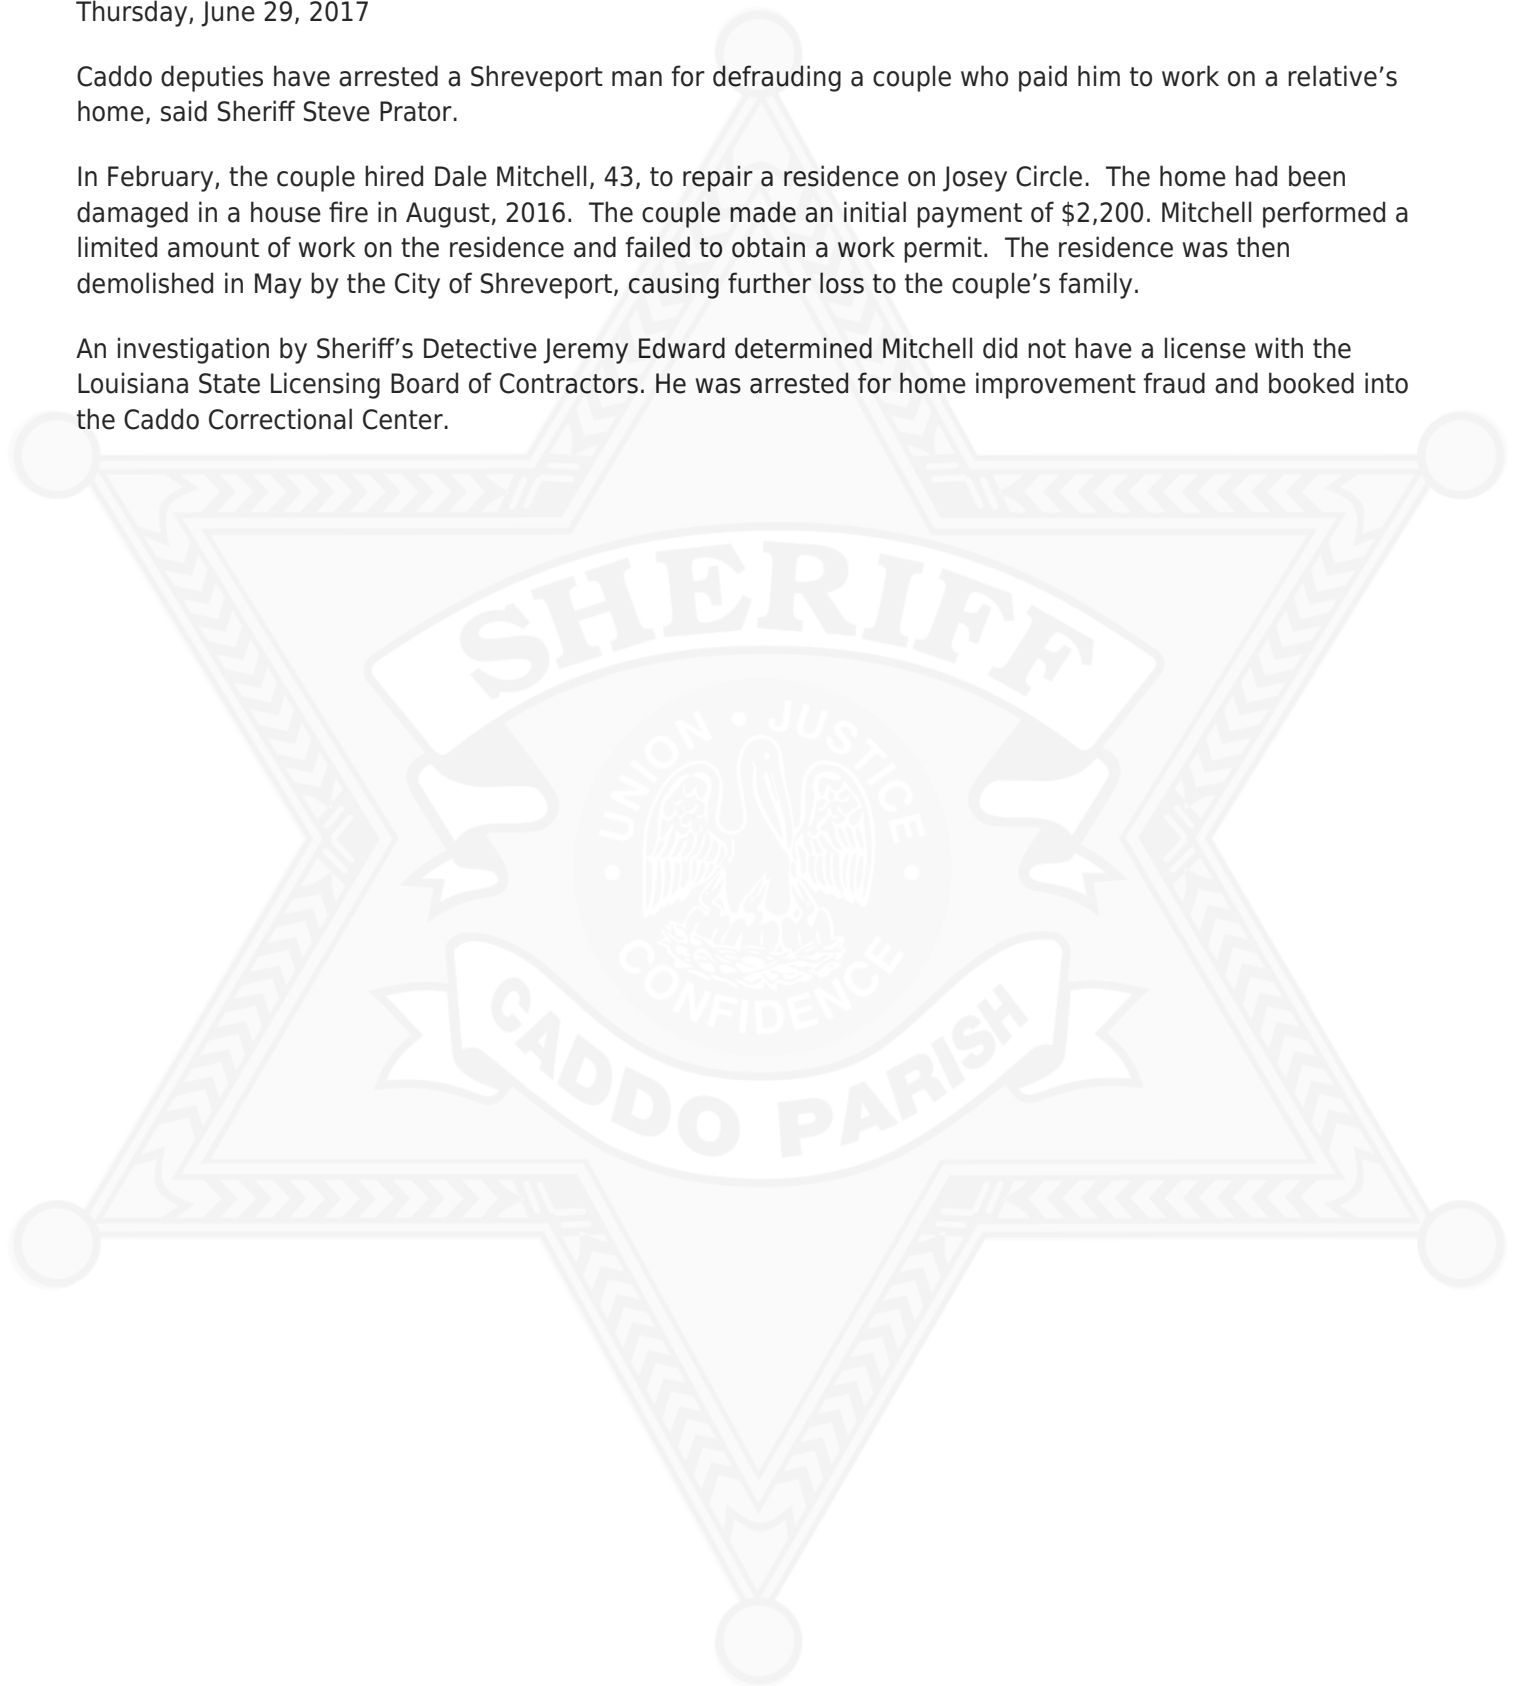 Thursday, June 29, 2017
Caddo deputies have arrested a Shreveport man for defrauding a couple who paid him to work on a relative’s
home, said Sheriff Steve Prator.
In February, the couple hired Dale Mitchell, 43, to repair a residence on Josey Circle.  The home had been
damaged in a house fire in August, 2016.  The couple made an initial payment of $2,200. Mitchell performed a
limited amount of work on the residence and failed to obtain a work permit.  The residence was then
demolished in May by the City of Shreveport, causing further loss to the couple’s family.
An investigation by Sheriff’s Detective Jeremy Edward determined Mitchell did not have a license with the
Louisiana State Licensing Board of Contractors. He was arrested for home improvement fraud and booked into
the Caddo Correctional Center.
SHERIFF
UNION • JUSTICE
• CONFIDENCE •
CADDO PARISH